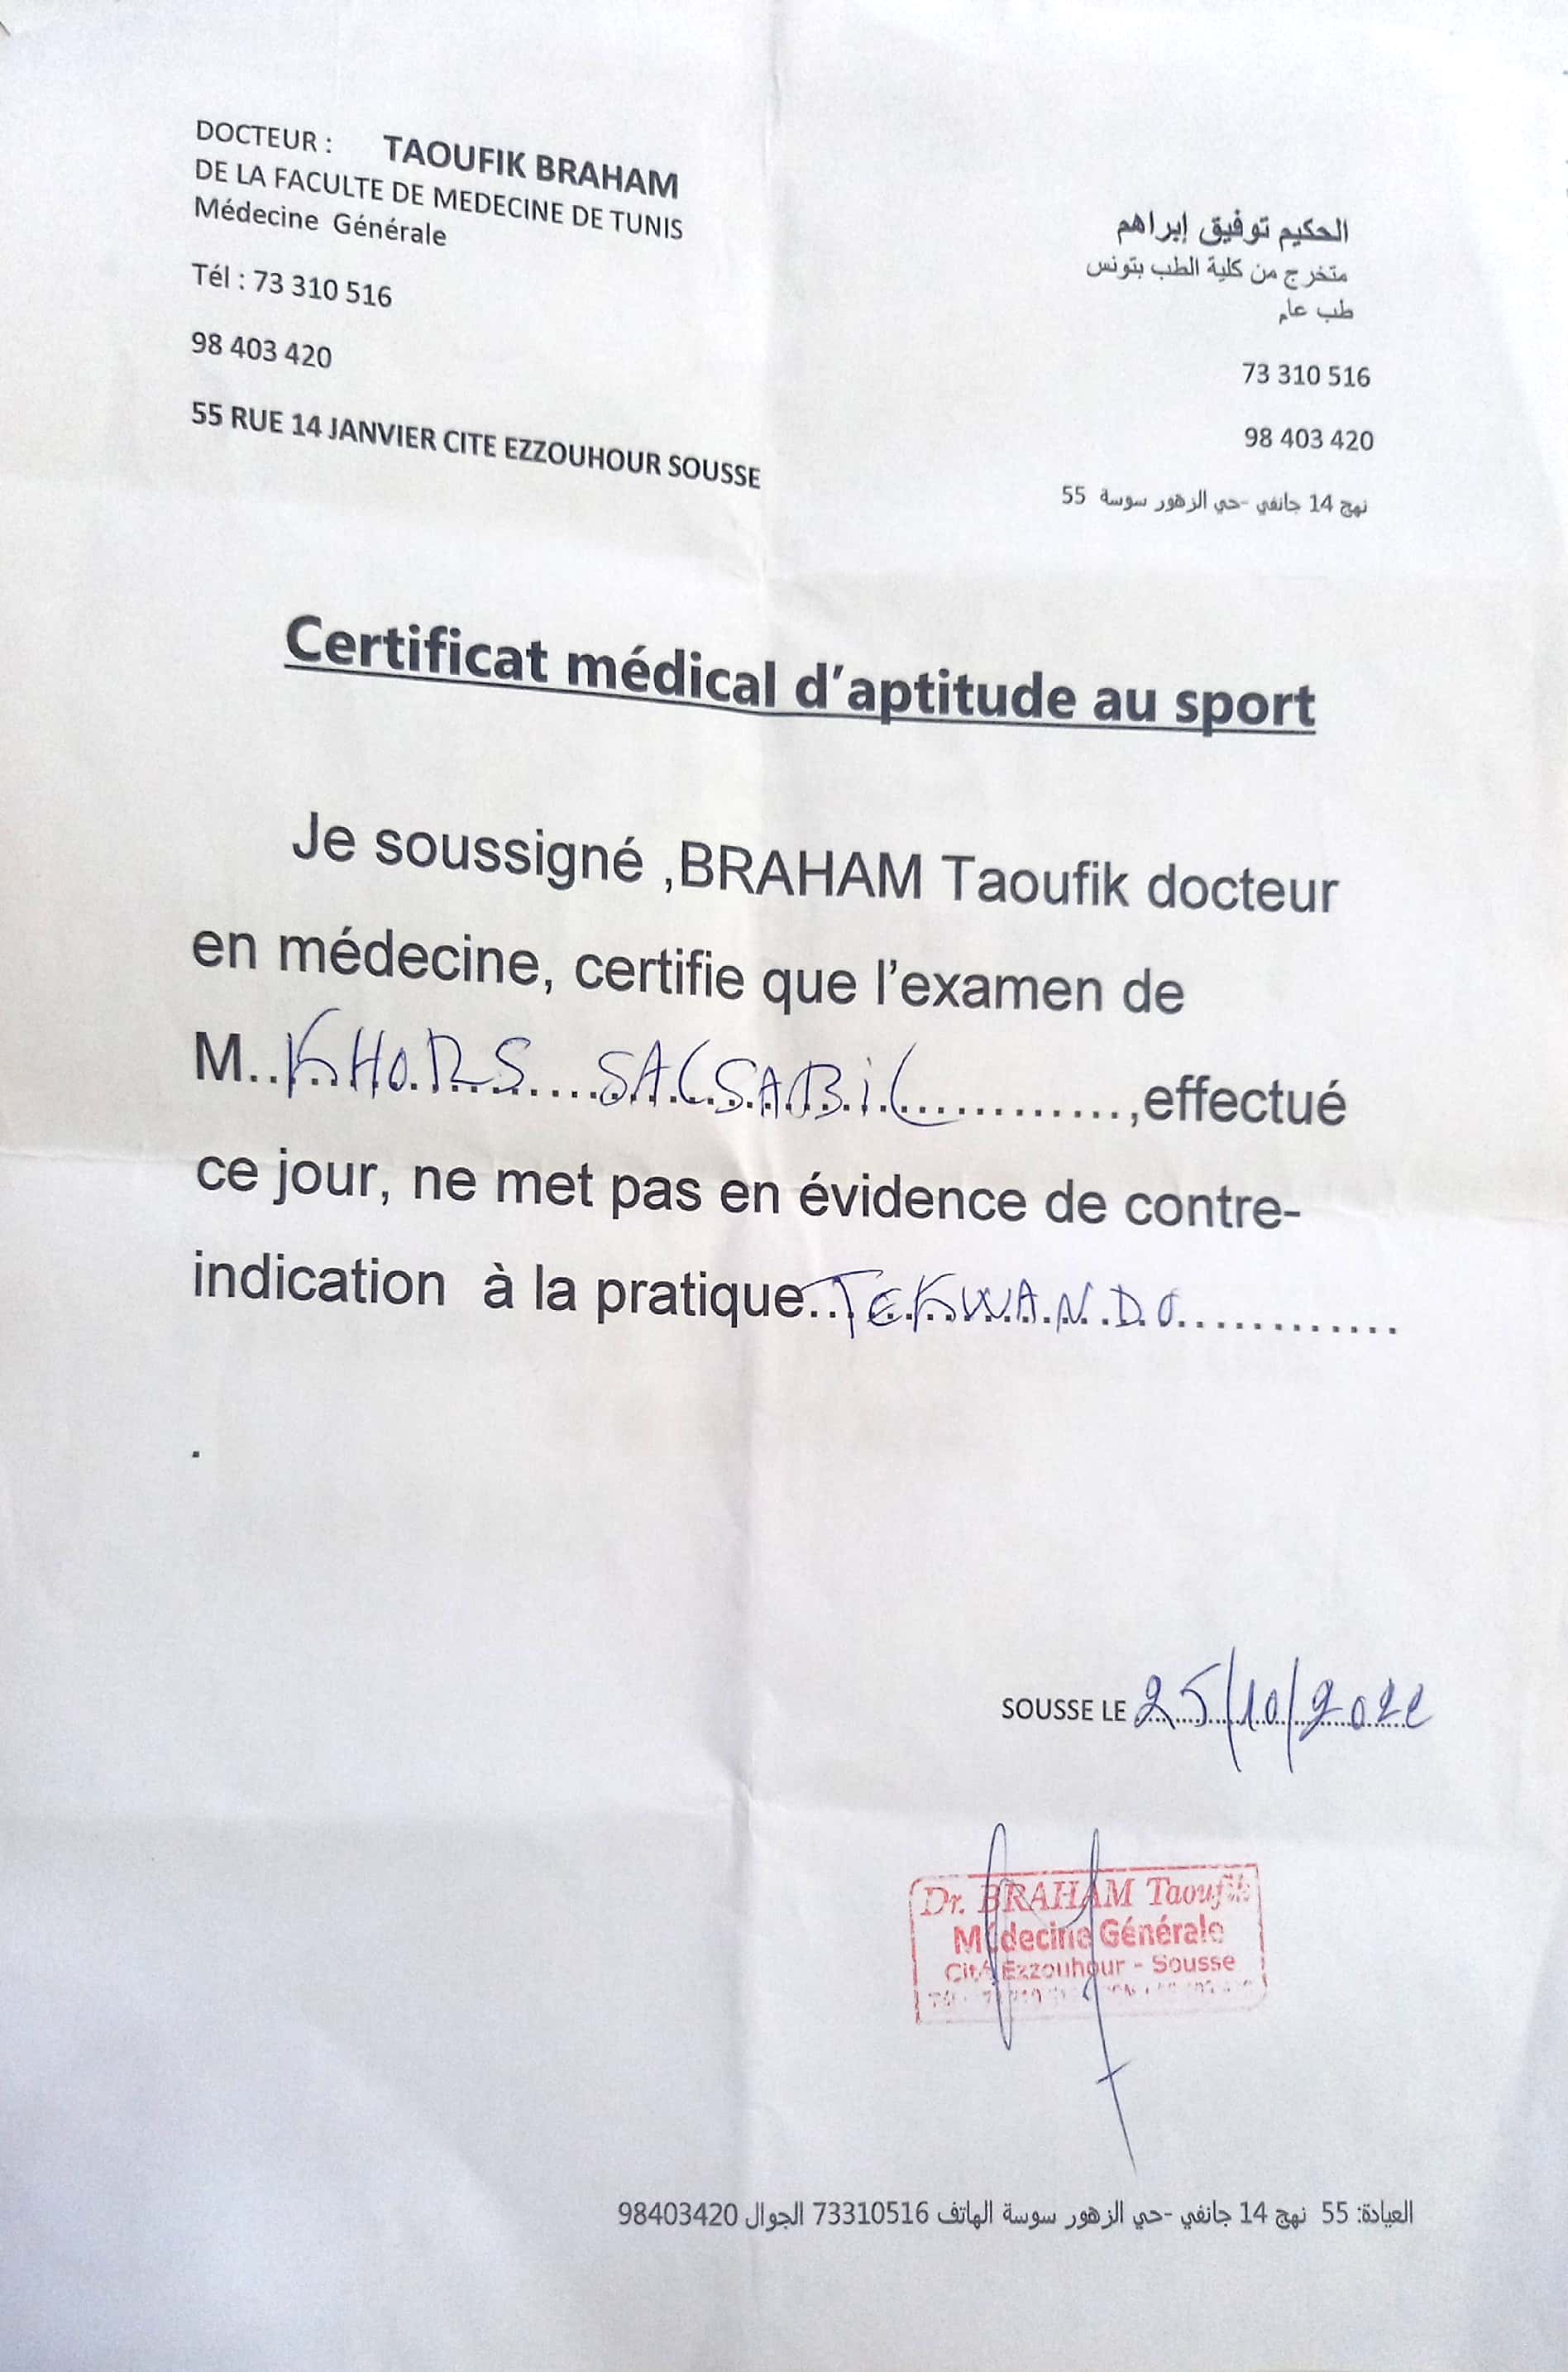 DOCTEUR : TAOUFIK BRAHAM
DE LA FACULTE DE MEDECINE DE TUNIS
Médecine Générale
Tél : 73 310 516
98 403 420
55 RUE 14 JANVIER CITE EZZOUHOUR SOUSSE
الحكيم توفيق إبراهم
متخرج من كلية الطب بتونس
طب عام
73 310 516
98 403 420
55 نهج 14 جانفي -حي الزهور سوسة
Certificat médical d'aptitude au sport
Je soussigné ,BRAHAM Taoufik docteur
en médecine, certifie que l'examen de
M..KHORS SALSABIL............,effectué
ce jour, ne met pas en évidence de contre-
indication à la pratique..TEKWANDO............
.
SOUSSE LE 25/10/2022
Dr. BRAHAM Taoufik
Médecine Générale
Cité Ezzouhour - Sousse
العيادة: 55 نهج 14 جانفي -حي الزهور سوسة الهاتف 73310516 الجوال 98403420